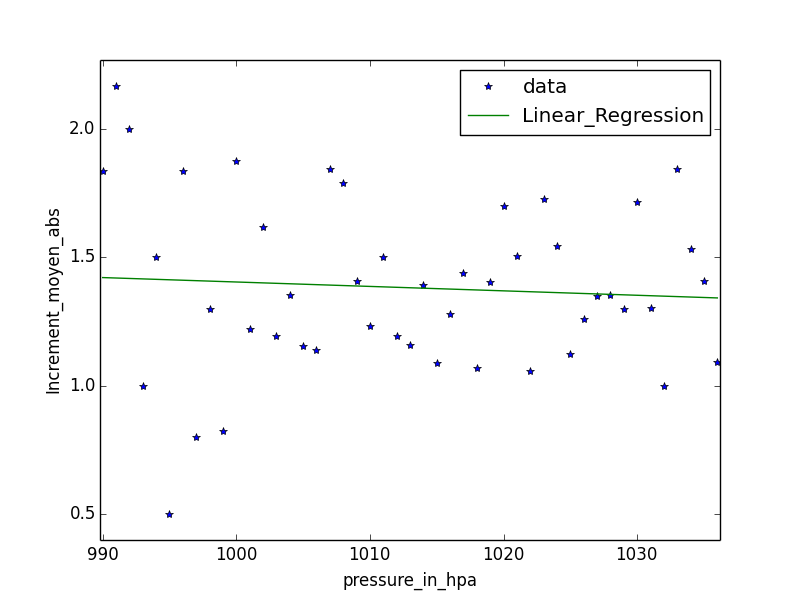 data
Linear_Regression
2.0
1.5
1.0
0.5
Increment_moyen_abs
990 1000 1010 1020 1030
pressure_in_hpa